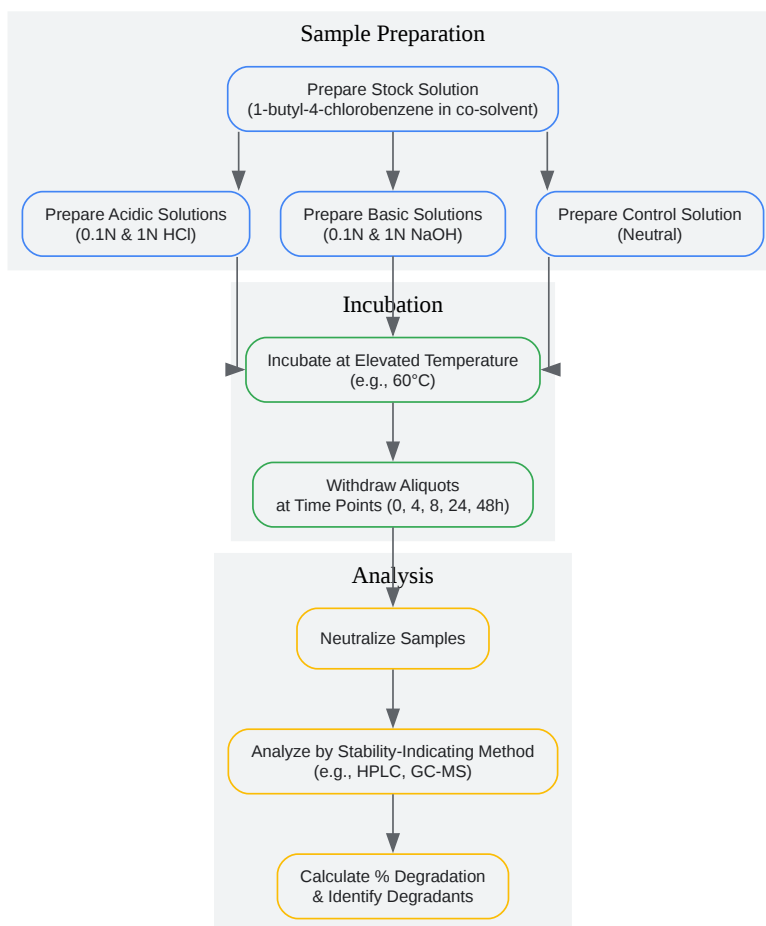 Sample Preparation
Prepare Stock Solution
(1-butyl-4-chlorobenzene in co-solvent)
Prepare Acidic Solutions
(0.1N & 1N HCl)
Prepare Basic Solutions
(0.1N & 1N NaOH)
Prepare Control Solution
(Neutral)
Incubation
Incubate at Elevated Temperature
(e.g., 60°C)
Withdraw Aliquots
at Time Points (0, 4, 8, 24, 48h)
Analysis
Neutralize Samples
Analyze by Stability-Indicating Method
(e.g., HPLC, GC-MS)
Calculate % Degradation
& Identify Degradants